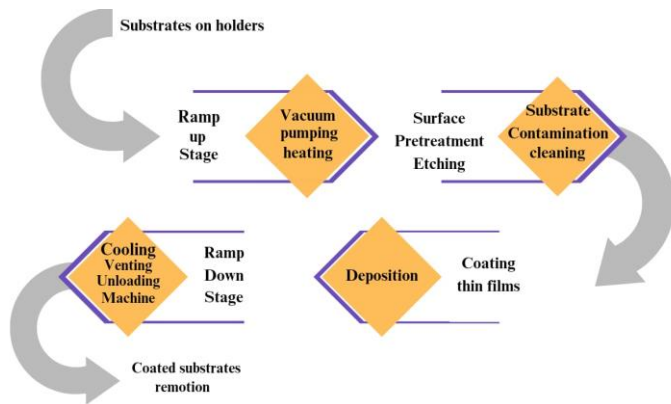 Substrates on holders
Ramp
up
Stage
Vacuum
pumping
heating
Surface
Pretreatment
Etching
Substrate
Contamination
cleaning
Coating
thin films
Deposition
Ramp
Down
Stage
Cooling
Venting
Unloading
Machine
Coated substrates
remotion